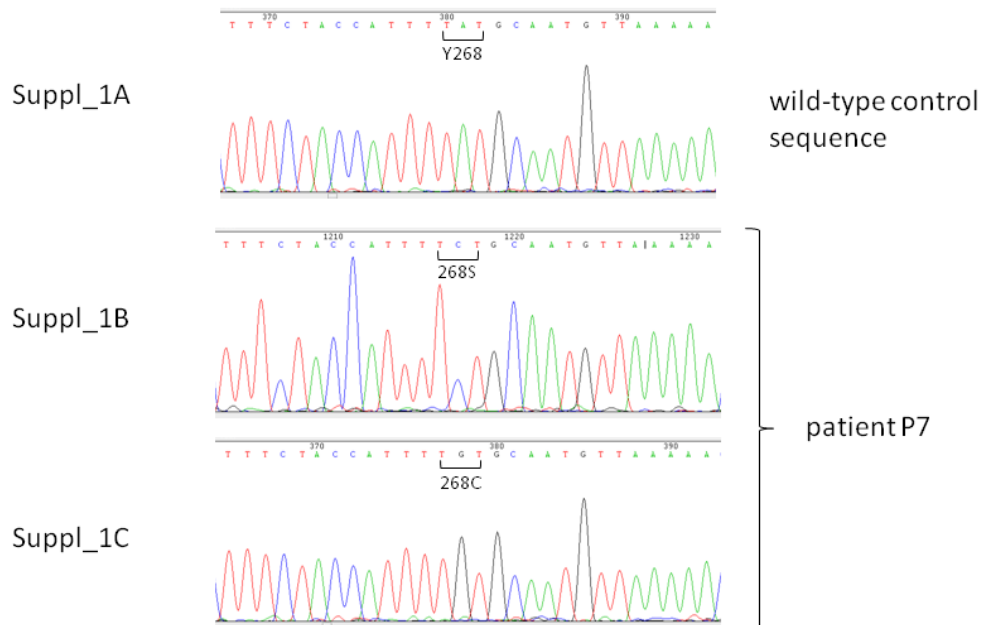 370 380 390
T T T C T A C C A T T T T A T G C A A T G T T A A A A A
Y268
Suppl_1A
wild-type control
sequence
1210 1220 1230
T T T C T A C C A T T T T C T G C A A T G T T A A A A A
268S
Suppl_1B
370 380 390
T T T C T A C C A T T T T G T G C A A T G T T A A A A A
268C
patient P7
Suppl_1C